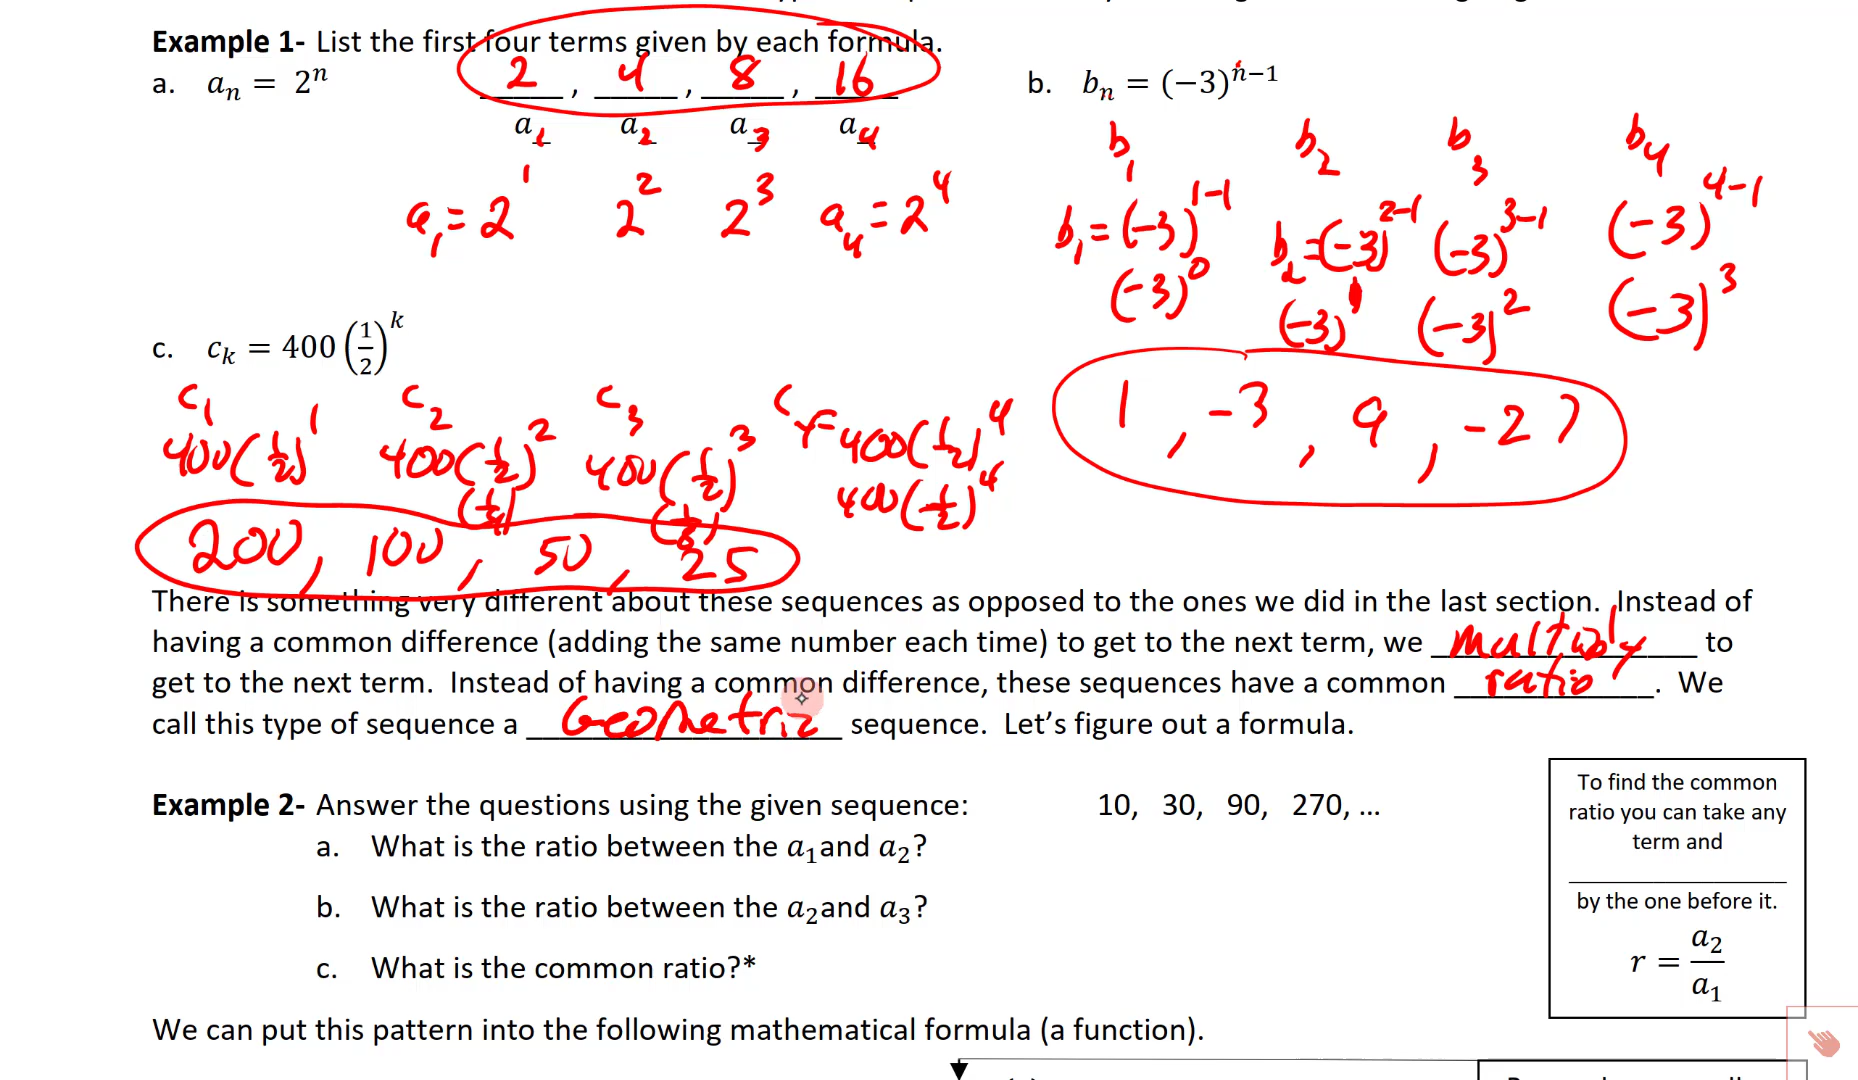 Example 1- List the first four terms given by each formula.
a. aₙ = 2ⁿ 2, 4, 8, 16
a₁ a₂ a₃ a₄
a₁ = 2¹ 2² 2³ a₄ = 2⁴
b. bₙ = (−3)ⁿ⁻¹
b₁ b₂ b₃ b₄
b₁ = (−3)¹⁻¹ b₂ = (−3)²⁻¹ (−3)³⁻¹ (−3)⁴⁻¹
(−3)⁰ (−3)¹ (−3)² (−3)³
1, −3, 9, −27
c. cₖ = 400(1/2)ᵏ
c₁ c₂ c₃ c₄
400(1/2)¹ 400(1/2)² 400(1/2)³ = 400(1/2)⁴
(1/4) (1/8) 400(1/2)⁴
200, 100, 50, 25
There is something very different about these sequences as opposed to the ones we did in the last section. Instead of
having a common difference (adding the same number each time) to get to the next term, we multiply to
get to the next term. Instead of having a common difference, these sequences have a common ratio. We
call this type of sequence a Geometric sequence. Let's figure out a formula.
Example 2- Answer the questions using the given sequence: 10, 30, 90, 270, …
a. What is the ratio between the a₁and a₂?
b. What is the ratio between the a₂and a₃?
c. What is the common ratio?*
To find the common
ratio you can take any
term and
____________
by the one before it.
r = a₂/a₁
We can put this pattern into the following mathematical formula (a function).